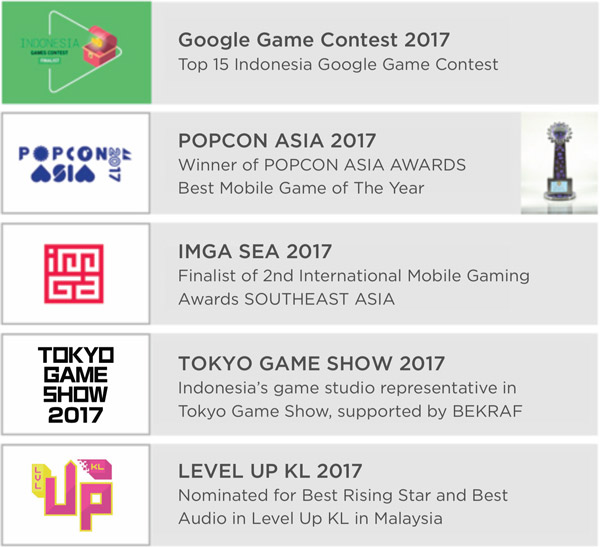 INDONESIA
GAMES CONTEST
FINALIST
Google Game Contest 2017
Top 15 Indonesia Google Game Contest
POPCON
ASIA
2017
POPCON ASIA 2017
Winner of POPCON ASIA AWARDS
Best Mobile Game of The Year
imga
IMGA SEA 2017
Finalist of 2nd International Mobile Gaming
Awards SOUTHEAST ASIA
TOKYO
GAME
SHOW
2017
TOKYO GAME SHOW 2017
Indonesia’s game studio representative in
Tokyo Game Show, supported by BEKRAF
LVL
UP
KL
LEVEL UP KL 2017
Nominated for Best Rising Star and Best
Audio in Level Up KL in Malaysia